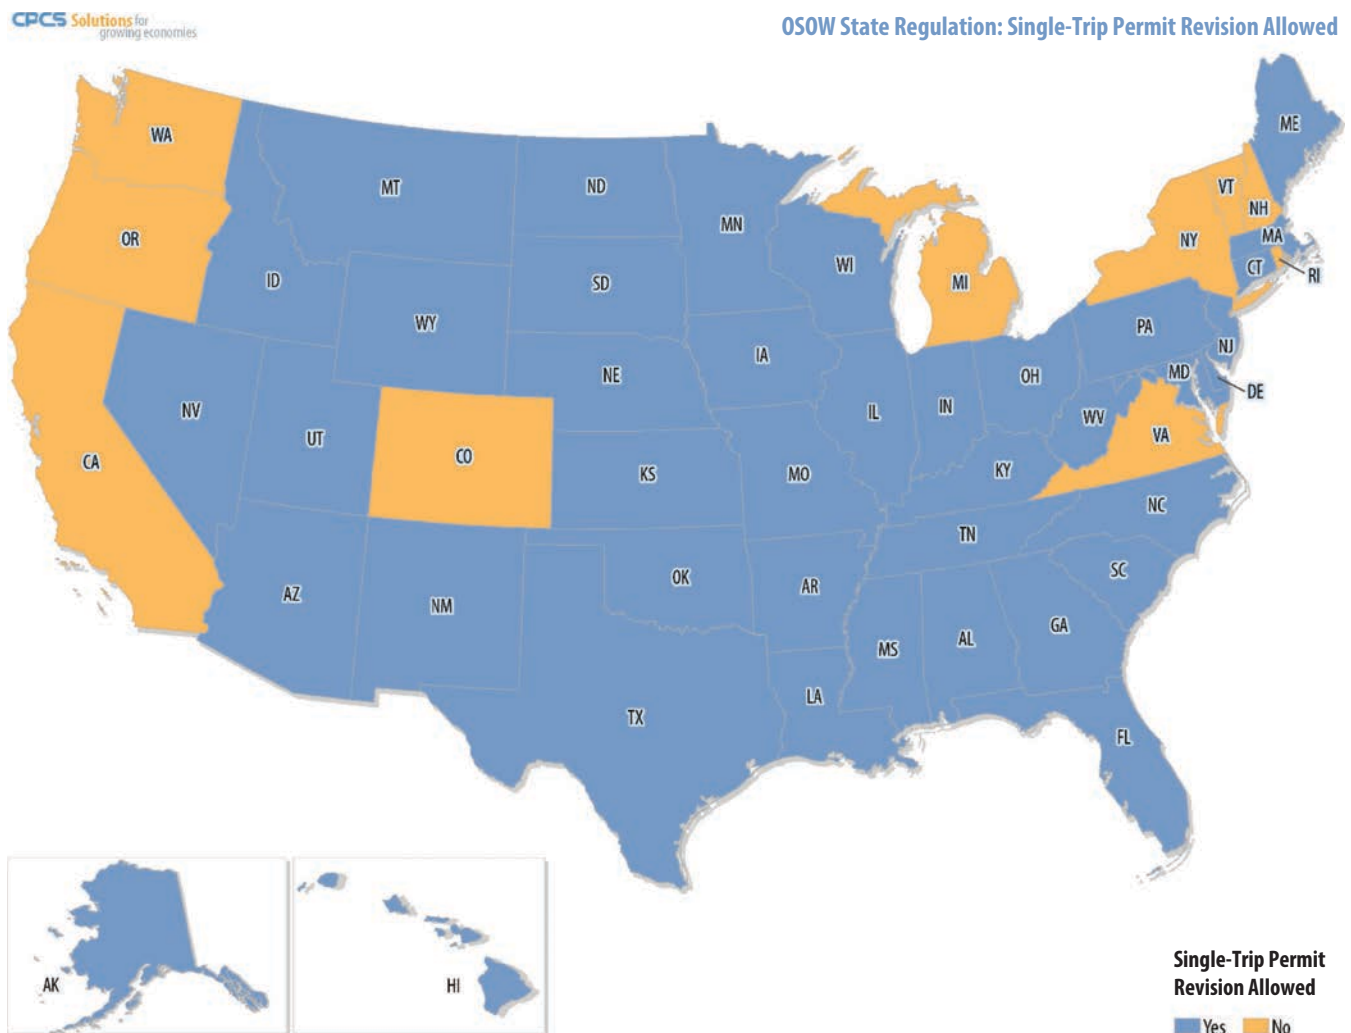 CPCS Solutions for
growing economies
OSOW State Regulation: Single-Trip Permit Revision Allowed
ME
WA
MT
ND
VT
MN
NH
OR
NY
MA
WI
CT
ID
SD
MI
RI
WY
PA
NJ
IA
NE
OH
MD
DE
NV
IL
IN
WV
UT
VA
CO
CA
KS
MO
KY
NC
TN
SC
OK
AR
AZ
NM
GA
AL
MS
LA
TX
FL
AK
HI
Single-Trip Permit
Revision Allowed
Yes No